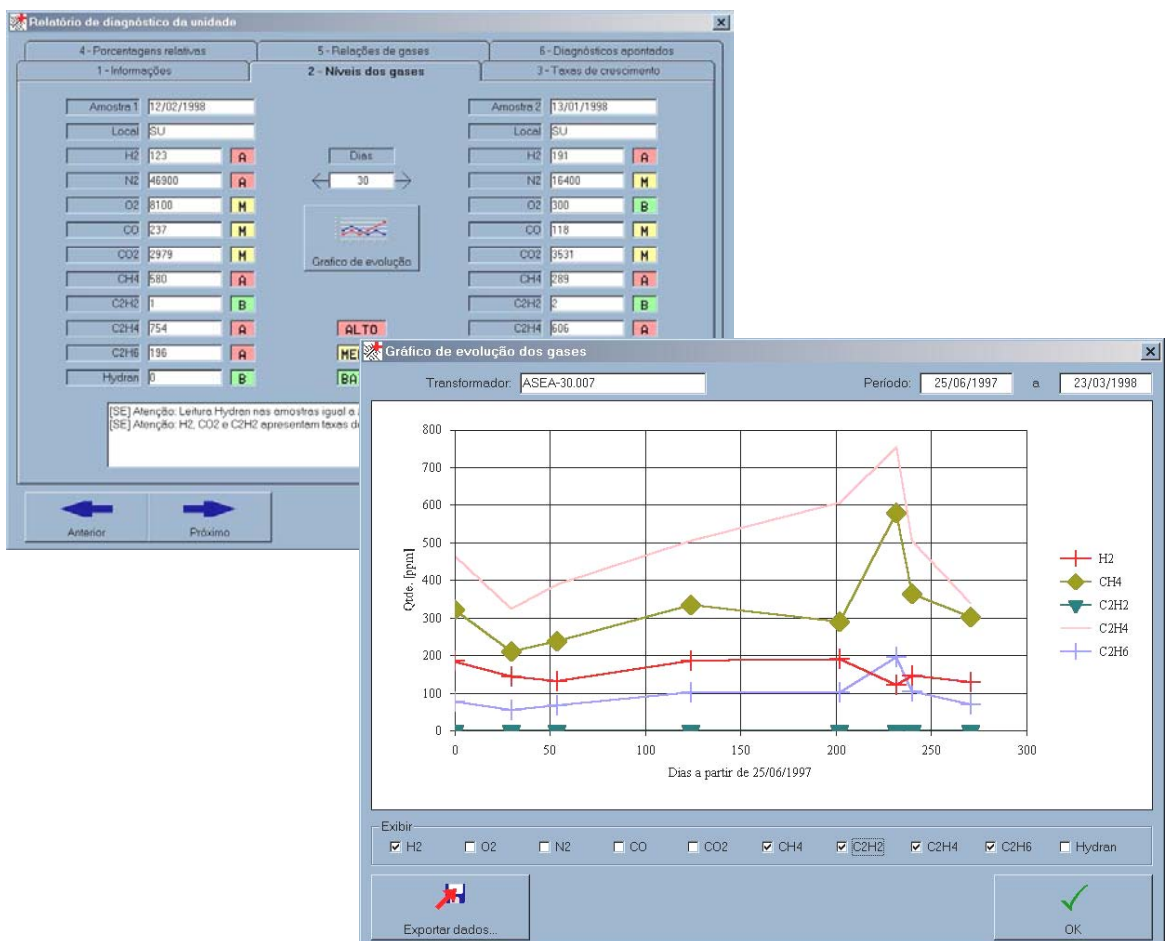 Relatório de diagnóstico da unidade
4 - Porcentagens relativas 5 - Relações de gases 6 - Diagnósticos apontados
1 - Informações 2 - Níveis dos gases 3 - Taxas de crescimento
Amostra 1 12/02/1998 Amostra 2 13/01/1998
Local SU Local SU
H2 123 A Dias H2 191 A
N2 46900 A 30 N2 16400 M
O2 8100 M O2 300 B
CO 237 M CO 118 M
CO2 2979 M Grafico de evolução CO2 3531 M
CH4 580 A CH4 289 A
C2H2 1 B C2H2 2 B
C2H4 754 A ALTO C2H4 606 A
C2H6 196 A
Hydran 0 B BA
[SE] Atenção: Leitura Hydran nas amostras igual a
[SE] Atenção: H2, CO2 e C2H2 apresentam taxas d
Anterior Próximo
Gráfico de evolução dos gases
Transformador: ASEA-30.007 Período: 25/06/1997 a 23/03/1998
800
700
600
500
400
300
200
100
0
Qtde. [ppm]
0 50 100 150 200 250 300
Dias a partir de 25/06/1997
H2
CH4
C2H2
C2H4
C2H6
Exibir
H2 O2 N2 CO CO2 CH4 C2H2 C2H4 C2H6 Hydran
Exportar dados... OK